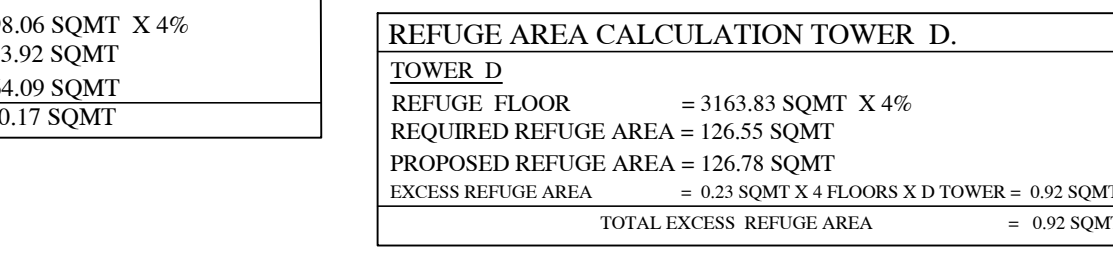 8.06 SQMT X 4%
3.92 SQMT
4.09 SQMT
0.17 SQMT
REFUGE AREA CALCULATION TOWER D.
TOWER D
REFUGE FLOOR = 3163.83 SQMT X 4%
REQUIRED REFUGE AREA = 126.55 SQMT
PROPOSED REFUGE AREA = 126.78 SQMT
EXCESS REFUGE AREA = 0.23 SQMT X 4 FLOORS X D TOWER = 0.92 SQMT
TOTAL EXCESS REFUGE AREA = 0.92 SQMT